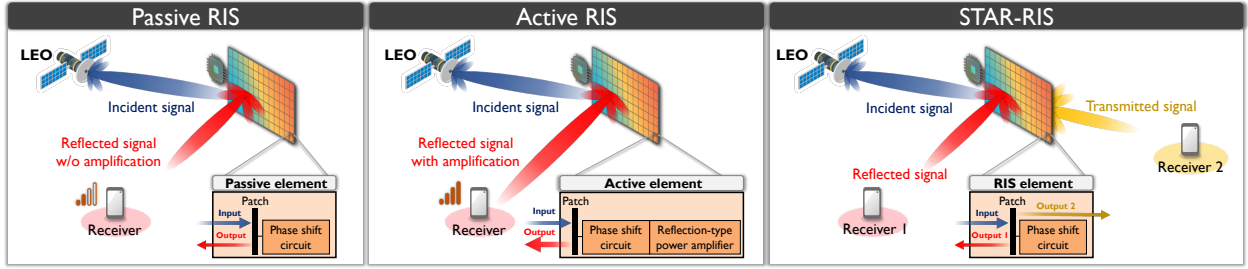 Passive RIS
LEO
Incident signal
Reflected signal
w/o amplification
Receiver
Passive element
Patch
Input
Output
Phase shift
circuit
Active RIS
LEO
Incident signal
Reflected signal
with amplification
Receiver
Active element
Patch
Input
Output
Phase shift
circuit
Reflection-type
power amplifier
STAR-RIS
LEO
Incident signal
Transmitted signal
Reflected signal
Receiver 2
Receiver 1
RIS element
Patch
Input
Output 2
Output 1
Phase shift
circuit